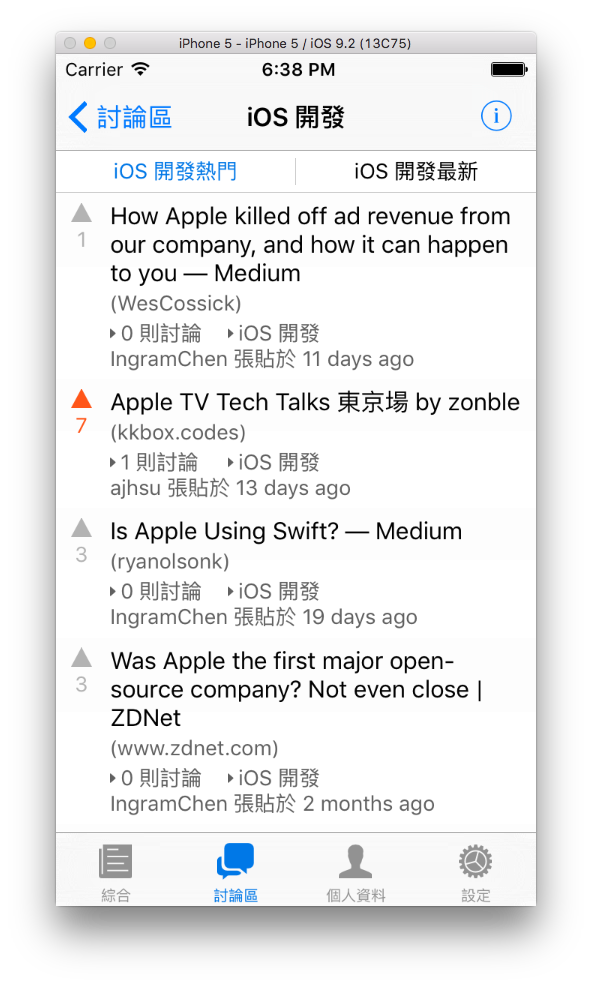 iPhone 5 - iPhone 5 / iOS 9.2 (13C75)
Carrier 6:38 PM
討論區 iOS 開發 i
iOS 開發熱門 iOS 開發最新
How Apple killed off ad revenue from
our company, and how it can happen
to you — Medium
1
(WesCossick)
0 則討論 iOS 開發
IngramChen 張貼於 11 days ago
Apple TV Tech Talks 東京場 by zonble
7
(kkbox.codes)
1 則討論 iOS 開發
ajhsu 張貼於 13 days ago
Is Apple Using Swift? — Medium
3
(ryanolsonk)
0 則討論 iOS 開發
IngramChen 張貼於 19 days ago
Was Apple the first major open-
source company? Not even close |
ZDNet
3
(www.zdnet.com)
0 則討論 iOS 開發
IngramChen 張貼於 2 months ago
綜合 討論區 個人資料 設定